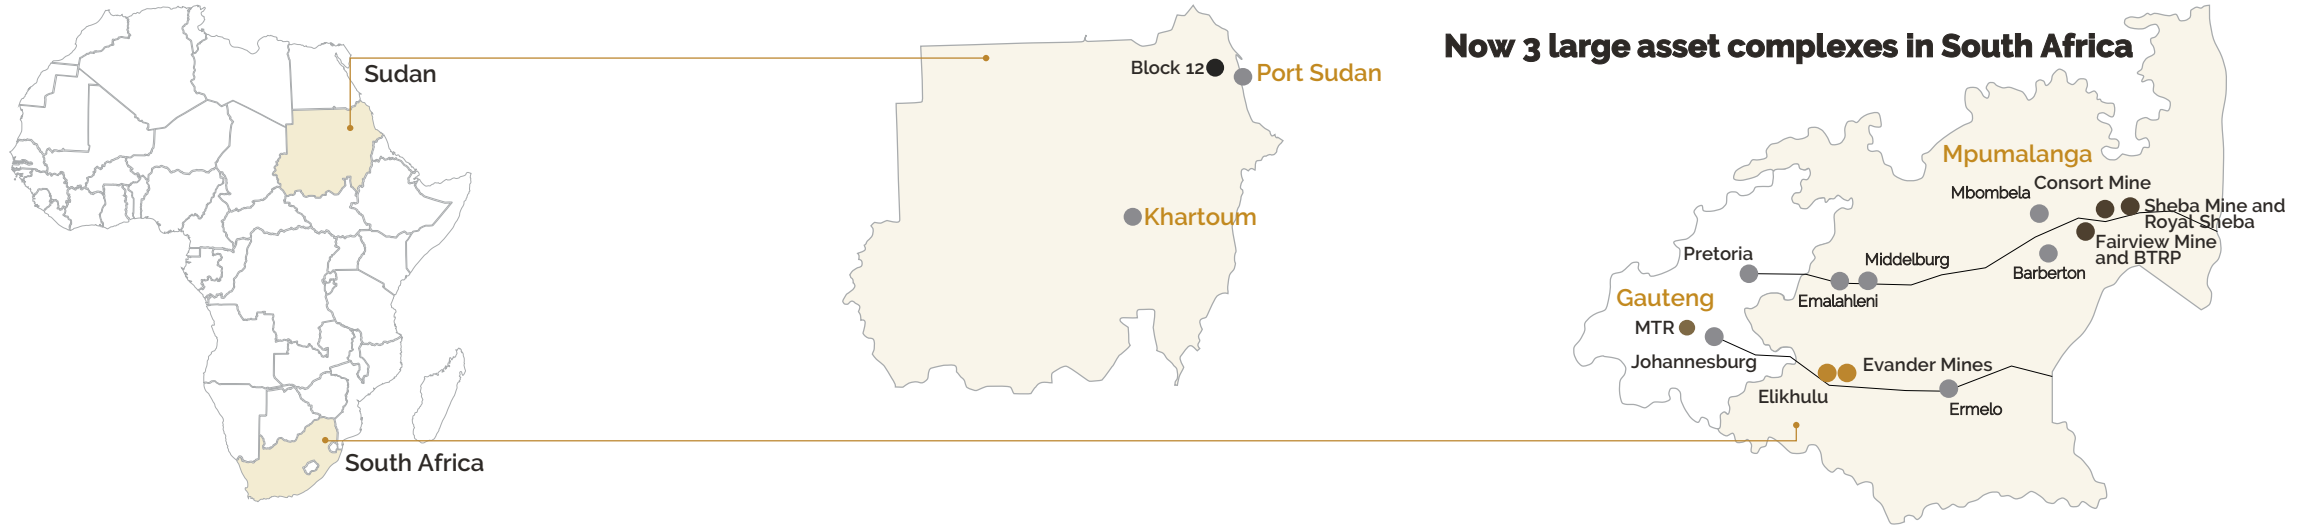 Sudan
South Africa
Block 12
Port Sudan
Khartoum
Now 3 large asset complexes in South Africa
Mpumalanga
Consort Mine
Mbombela
Sheba Mine and
Royal Sheba
Fairview Mine
and BTRP
Barberton
Pretoria
Middelburg
Emalahleni
Gauteng
MTR
Johannesburg
Evander Mines
Elikhulu
Ermelo